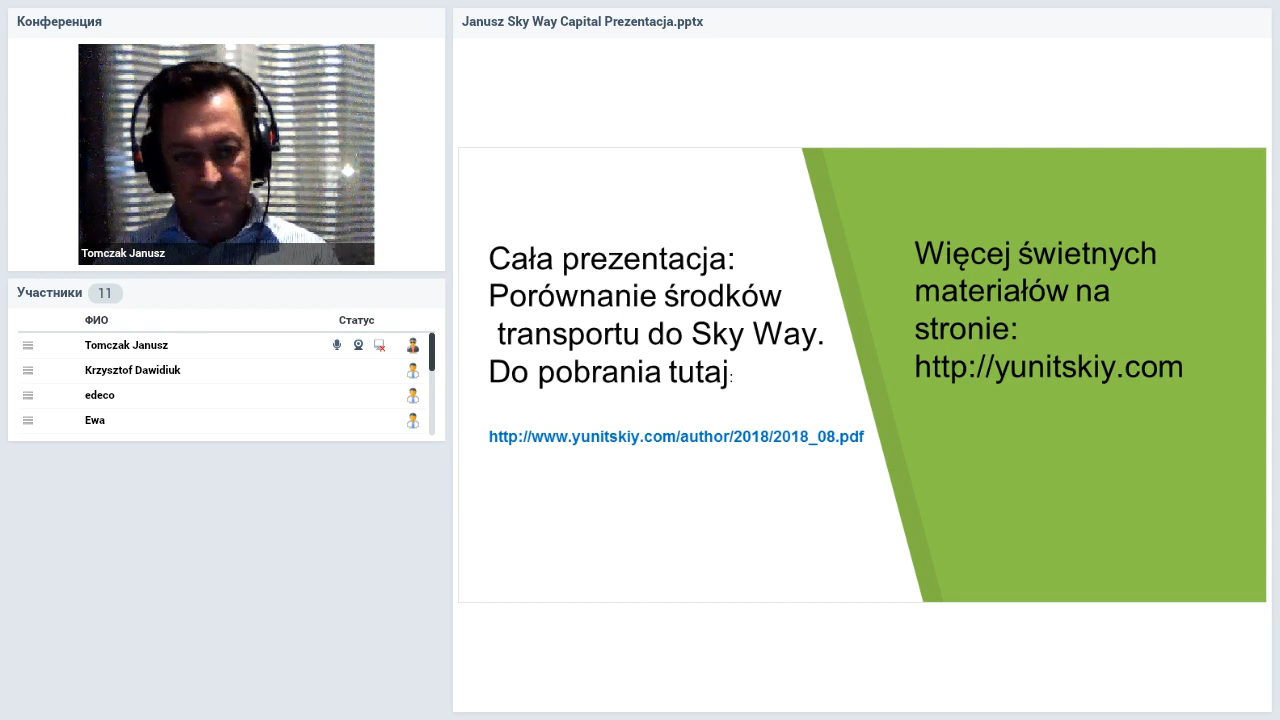 Конференция
Tomczak Janusz
Участники 11
ФИО Статус
Tomczak Janusz
Krzysztof Dawidiuk
edeco
Ewa
Janusz Sky Way Capital Prezentacja.pptx
Cała prezentacja:
Porównanie środków
transportu do Sky Way.
Do pobrania tutaj:
http://www.yunitskiy.com/author/2018/2018_08.pdf
Więcej świetnych
materiałów na
stronie:
http://yunitskiy.com